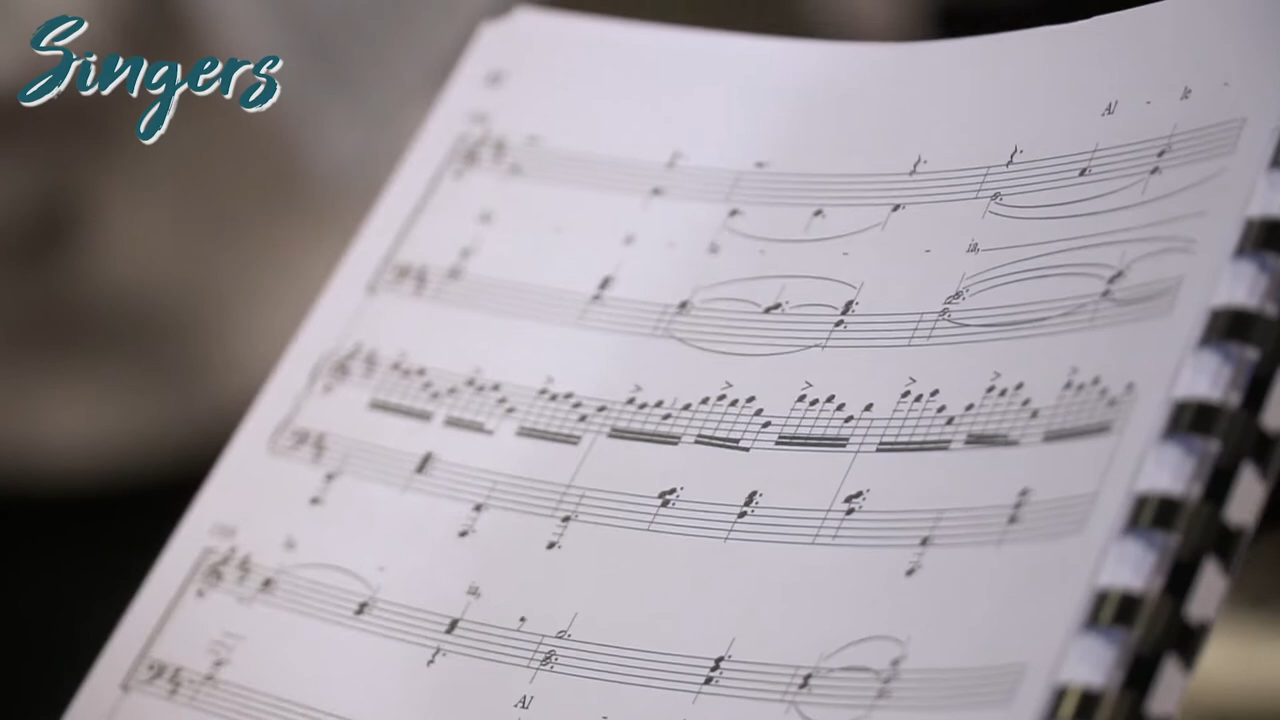 Singers
Al - le -
- - ia,
ia,
Al -